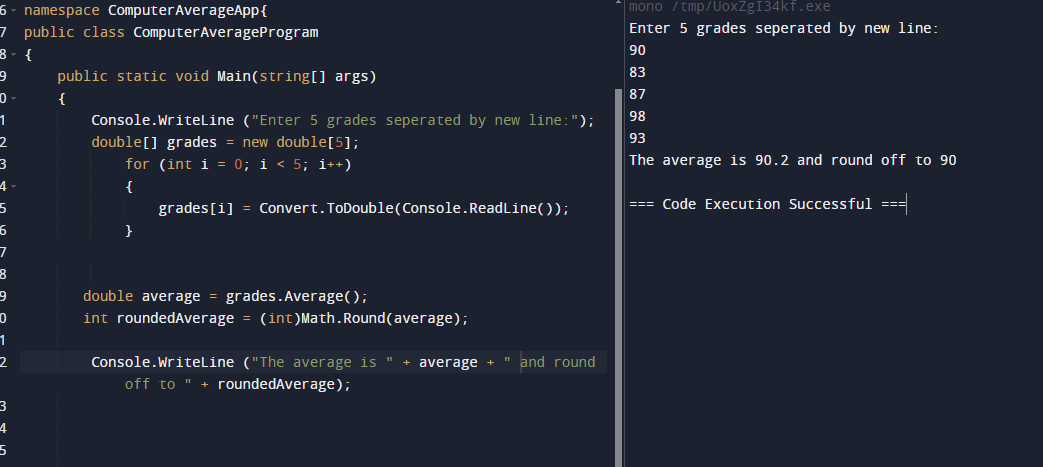 6 namespace ComputerAverageApp{
7 public class ComputerAverageProgram
8 {
9 public static void Main(string[] args)
0 {
1 Console.WriteLine ("Enter 5 grades seperated by new line:");
2 double[] grades = new double[5];
3 for (int i = 0; i < 5; i++)
4 {
5 grades[i] = Convert.ToDouble(Console.ReadLine());
6 }
7
8
9 double average = grades.Average();
0 int roundedAverage = (int)Math.Round(average);
1
2 Console.WriteLine ("The average is " + average + " and round
off to " + roundedAverage);
3
4
5
mono /tmp/UoxZgI34kf.exe
Enter 5 grades seperated by new line:
90
83
87
98
93
The average is 90.2 and round off to 90
=== Code Execution Successful ===